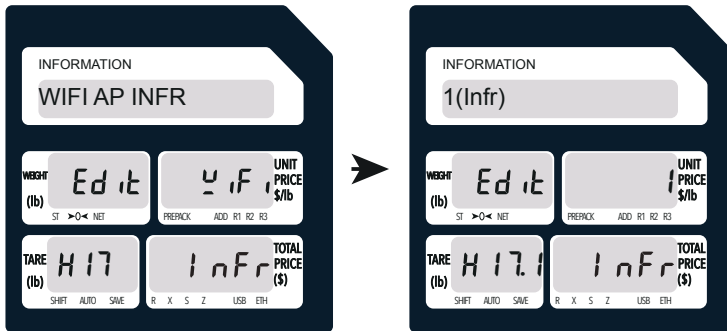 INFORMATION
WIFI AP INFR
WEIGHT
(lb)
Edit
ST >0< NET
WiFi
PREPACK ADD R1 R2 R3
UNIT
PRICE
$/lb
TARE
(lb)
H17
SHIFT AUTO SAVE
InFr
R X S Z USB ETH
TOTAL
PRICE
($)
INFORMATION
1(Infr)
WEIGHT
(lb)
Edit
ST >0< NET
1
PREPACK ADD R1 R2 R3
UNIT
PRICE
$/lb
TARE
(lb)
H17.1
SHIFT AUTO SAVE
InFr
R X S Z USB ETH
TOTAL
PRICE
($)